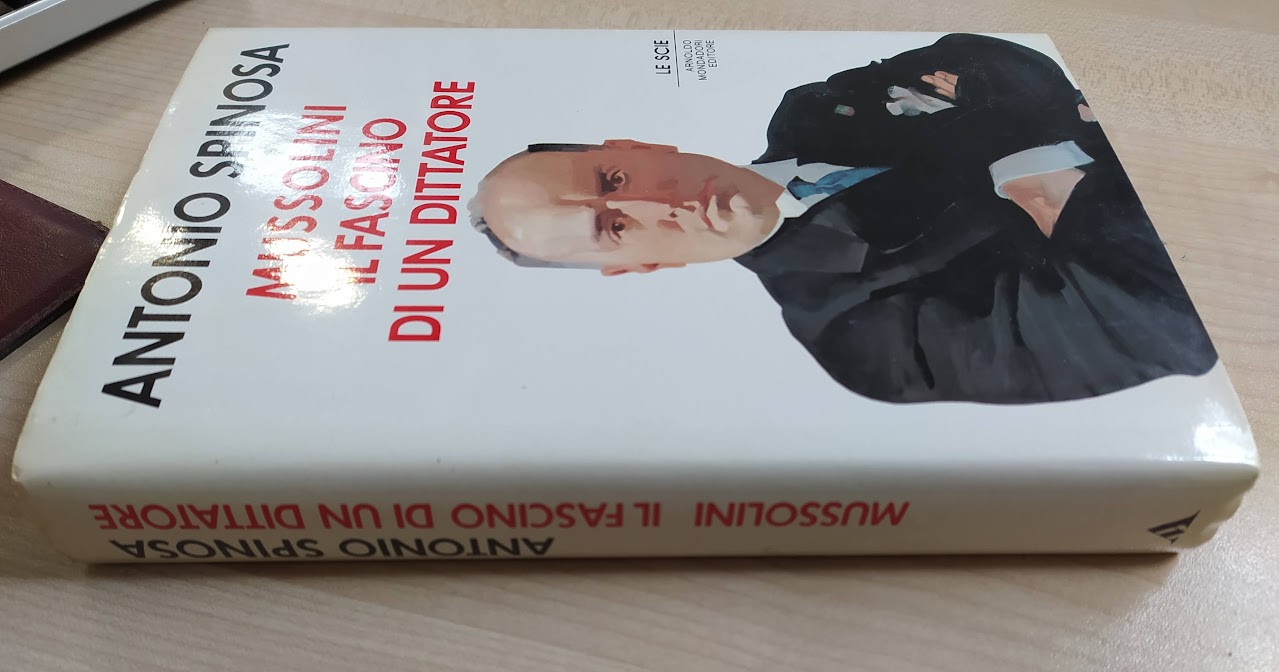 ANTONIO SPINOSA
MUSSOLINI
IL FASCINO
DI UN DITTATORE
LE SCIE
ARNOLDO
MONDADORI
EDITORE
ANTONIO SPINOSA
MUSSOLINI IL FASCINO DI UN DITTATORE